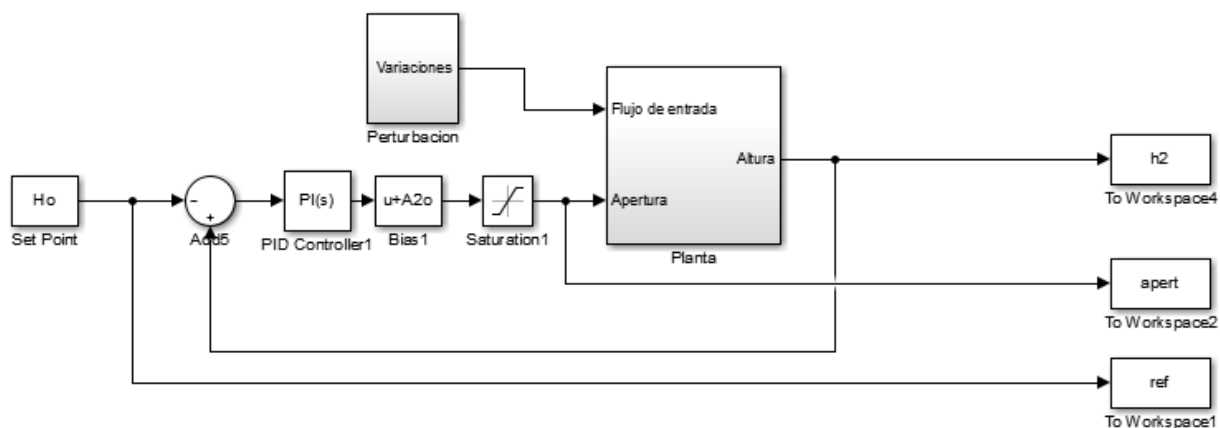 Variaciones
Perturbacion
Flujo de entrada
Altura
Apertura
Planta
h2
To Workspace4
Ho
Set Point
-
+
Add5
PI(s)
PID Controller1
u+A2o
Bias1
Saturation1
apert
To Workspace2
ref
To Workspace1